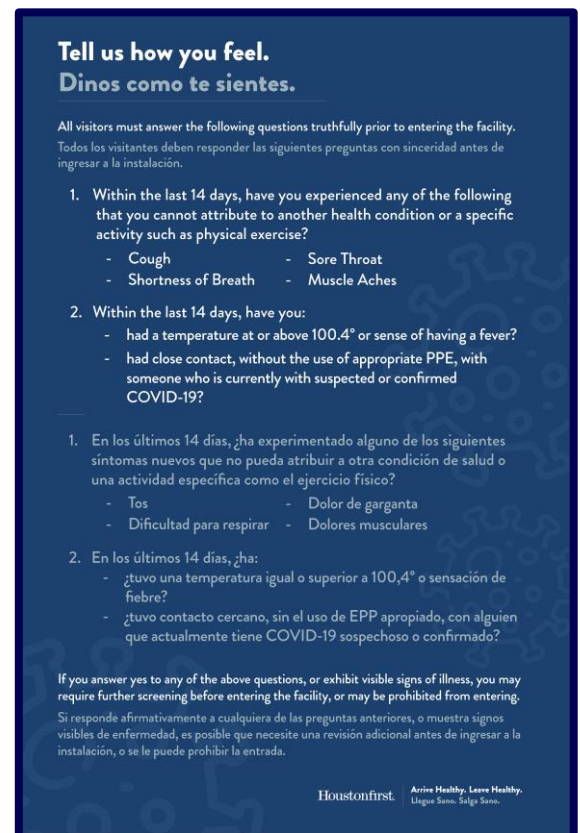 Tell us how you feel.
Dinos como te sientes.
All visitors must answer the following questions truthfully prior to entering the facility.
Todos los visitantes deben responder las siguientes preguntas con sinceridad antes de
ingresar a la instalación.
1. Within the last 14 days, have you experienced any of the following
that you cannot attribute to another health condition or a specific
activity such as physical exercise?
- Cough - Sore Throat
- Shortness of Breath - Muscle Aches
2. Within the last 14 days, have you:
- had a temperature at or above 100.4° or sense of having a fever?
- had close contact, without the use of appropriate PPE, with
someone who is currently with suspected or confirmed
COVID-19?
1. En los últimos 14 días, ¿ha experimentado alguno de los siguientes
síntomas nuevos que no pueda atribuir a otra condición de salud o
una actividad específica como el ejercicio físico?
- Tos - Dolor de garganta
- Dificultad para respirar - Dolores musculares
2. En los últimos 14 días, ¿ha:
- ¿tuvo una temperatura igual o superior a 100,4° o sensación de
fiebre?
- ¿tuvo contacto cercano, sin el uso de EPP apropiado, con alguien
que actualmente tiene COVID-19 sospechoso o confirmado?
If you answer yes to any of the above questions, or exhibit visible signs of illness, you may
require further screening before entering the facility, or may be prohibited from entering.
Si responde afirmativamente a cualquiera de las preguntas anteriores, o muestra signos
visibles de enfermedad, es posible que necesite una revisión adicional antes de ingresar a la
instalación, o se le puede prohibir la entrada.
Houstonfirst. Arrive Healthy. Leave Healthy.
Llegue Sano. Salga Sano.